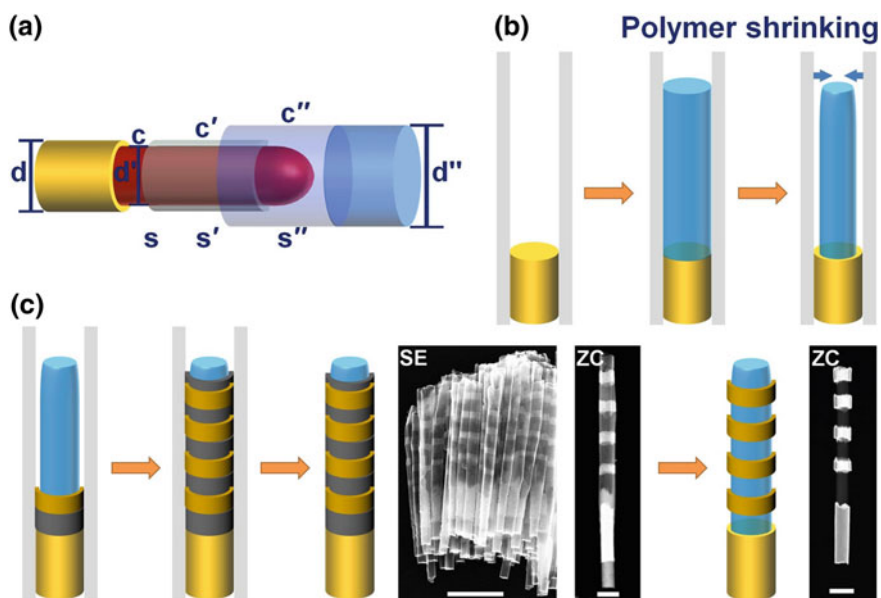 (a)
(b)
Polymer shrinking
c c′ c″
d d′ d″
s s′ s″
(c)
SE ZC ZC